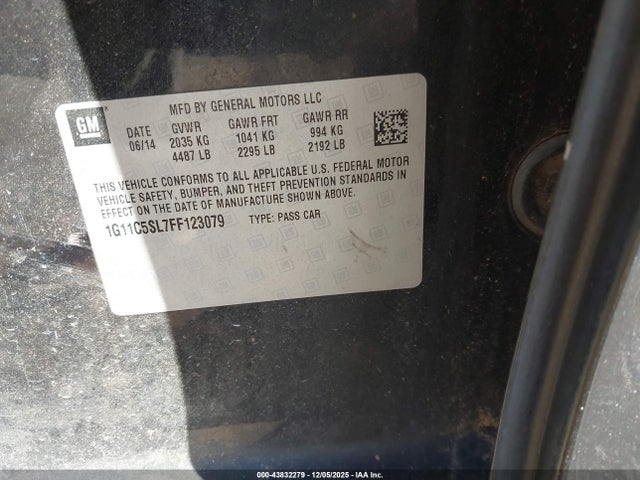 MFD BY GENERAL MOTORS LLC
GM
DATE GVWR GAWR FRT GAWR RR
06/14 2035 KG 1041 KG 994 KG
4487 LB 2295 LB 2192 LB
THIS VEHICLE CONFORMS TO ALL APPLICABLE U.S. FEDERAL MOTOR
VEHICLE SAFETY, BUMPER, AND THEFT PREVENTION STANDARDS IN
EFFECT ON THE DATE OF MANUFACTURE SHOWN ABOVE.
1G11C5SL7FF123079 TYPE: PASS CAR
000-43832279 - 12/05/2025 - IAA Inc.